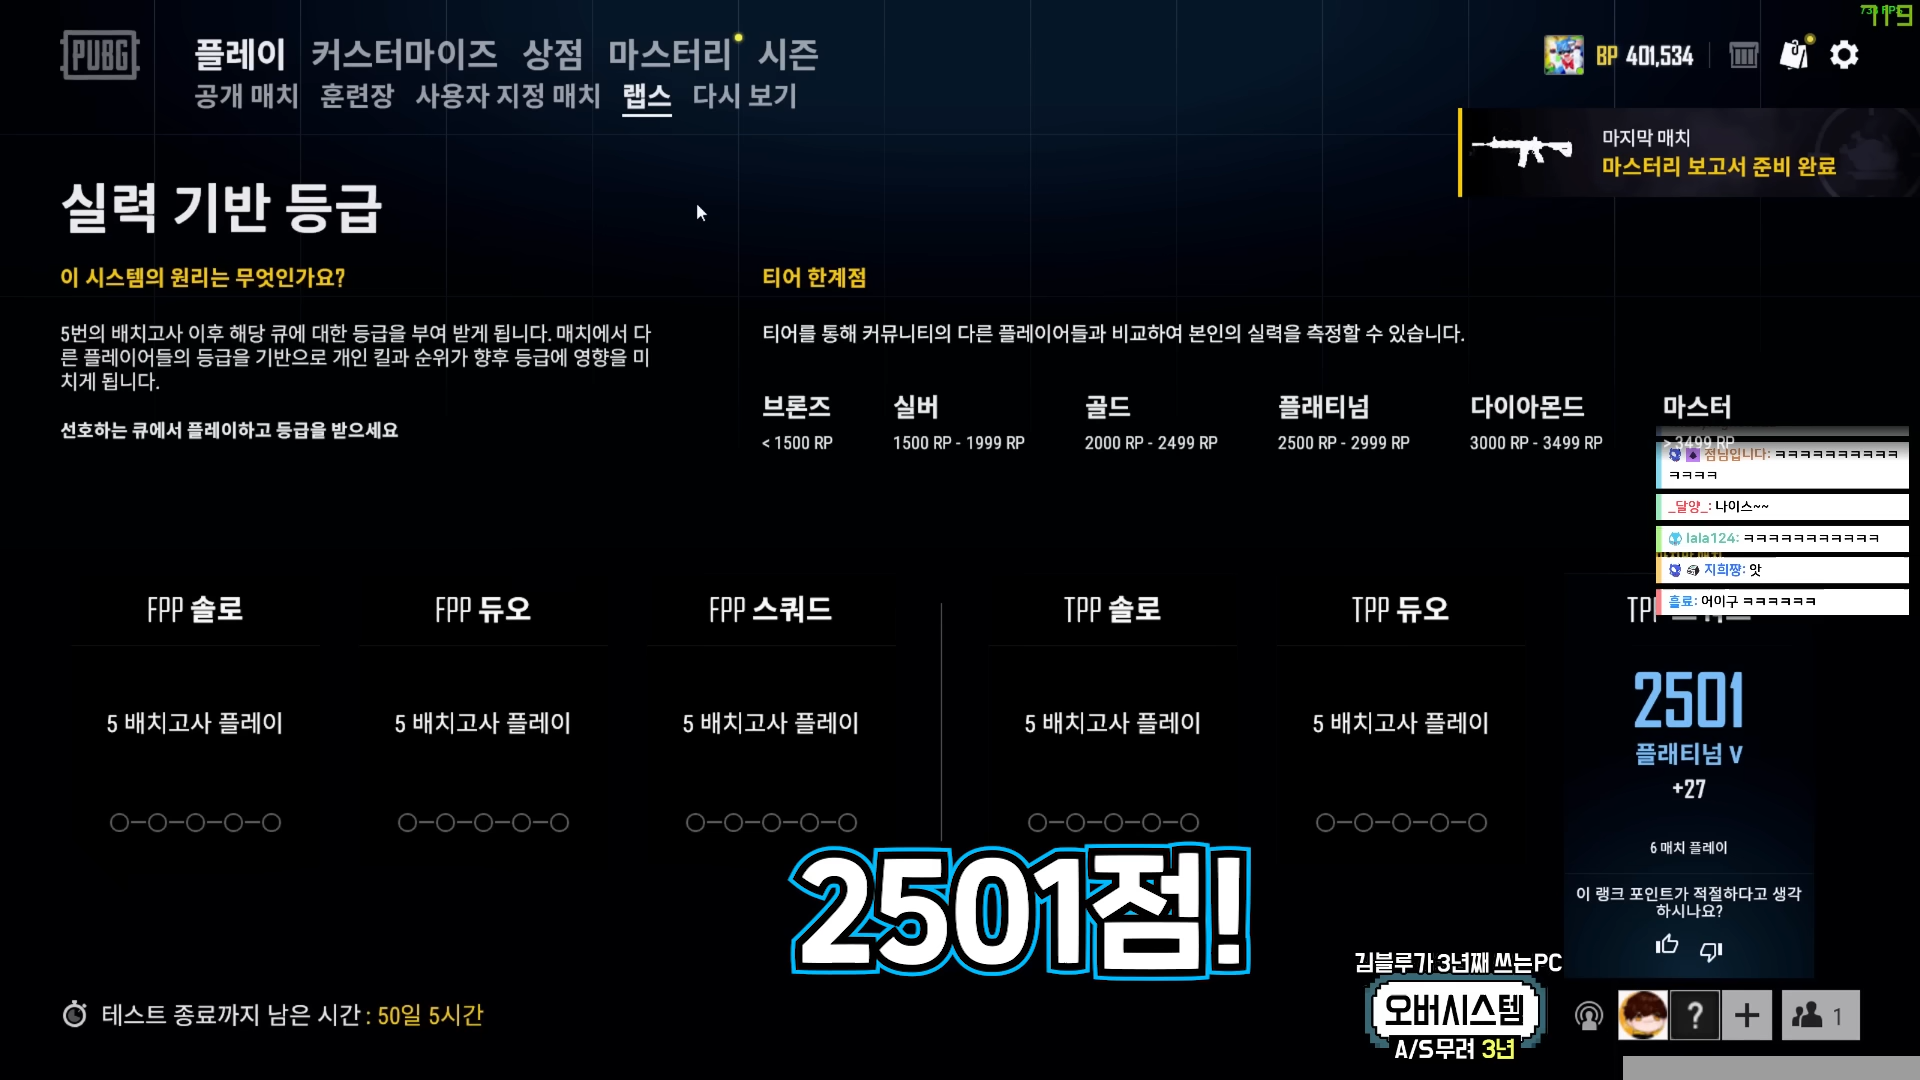 PUBG
플레이 커스터마이즈 상점 마스터리 시즌
공개 매치 훈련장 사용자 지정 매치 랩스 다시 보기
BP 401,534
719
마지막 매치
마스터리 보고서 준비 완료
실력 기반 등급
이 시스템의 원리는 무엇인가요?
5번의 배치고사 이후 해당 큐에 대한 등급을 부여 받게 됩니다. 매치에서 다
른 플레이어들의 등급을 기반으로 개인 킬과 순위가 향후 등급에 영향을 미
치게 됩니다.
선호하는 큐에서 플레이하고 등급을 받으세요
티어 한계점
티어를 통해 커뮤니티의 다른 플레이어들과 비교하여 본인의 실력을 측정할 수 있습니다.
브론즈 실버 골드 플래티넘 다이아몬드 마스터
< 1500 RP 1500 RP - 1999 RP 2000 RP - 2499 RP 2500 RP - 2999 RP 3000 RP - 3499 RP > 3499 RP
점님입니다: ㅋㅋㅋㅋㅋㅋㅋㅋㅋㅋ
ㅋㅋㅋㅋ
_달양_: 나이스~~
lala124: ㅋㅋㅋㅋㅋㅋㅋㅋㅋㅋㅋ
지희짱: 앗
흘료: 어이구 ㅋㅋㅋㅋㅋㅋ
FPP 솔로 FPP 듀오 FPP 스쿼드 TPP 솔로 TPP 듀오
5 배치고사 플레이 5 배치고사 플레이 5 배치고사 플레이 5 배치고사 플레이 5 배치고사 플레이
2501
플래티넘 V
+27
6 매치 플레이
이 랭크 포인트가 적절하다고 생각
하시나요?
2501점!
김블루가 3년째 쓰는PC
오버시스템
A/S무려 3년
테스트 종료까지 남은 시간 : 50일 5시간
?
+
1